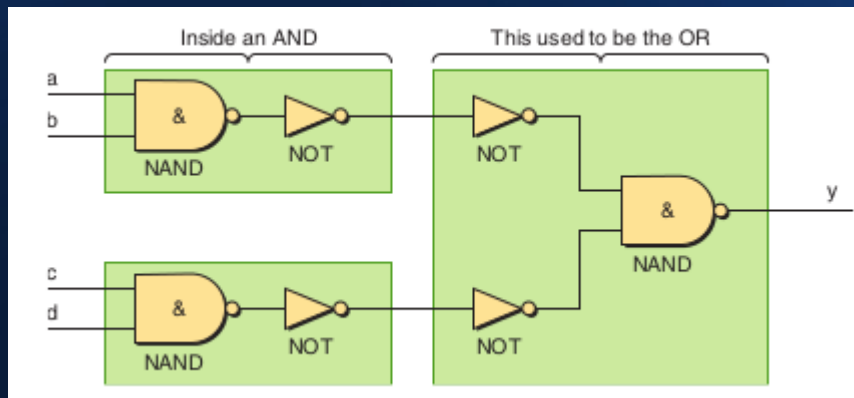 Inside an AND
This used to be the OR
a
b
&
NAND
NOT
NOT
&
NAND
y
c
d
&
NAND
NOT
NOT